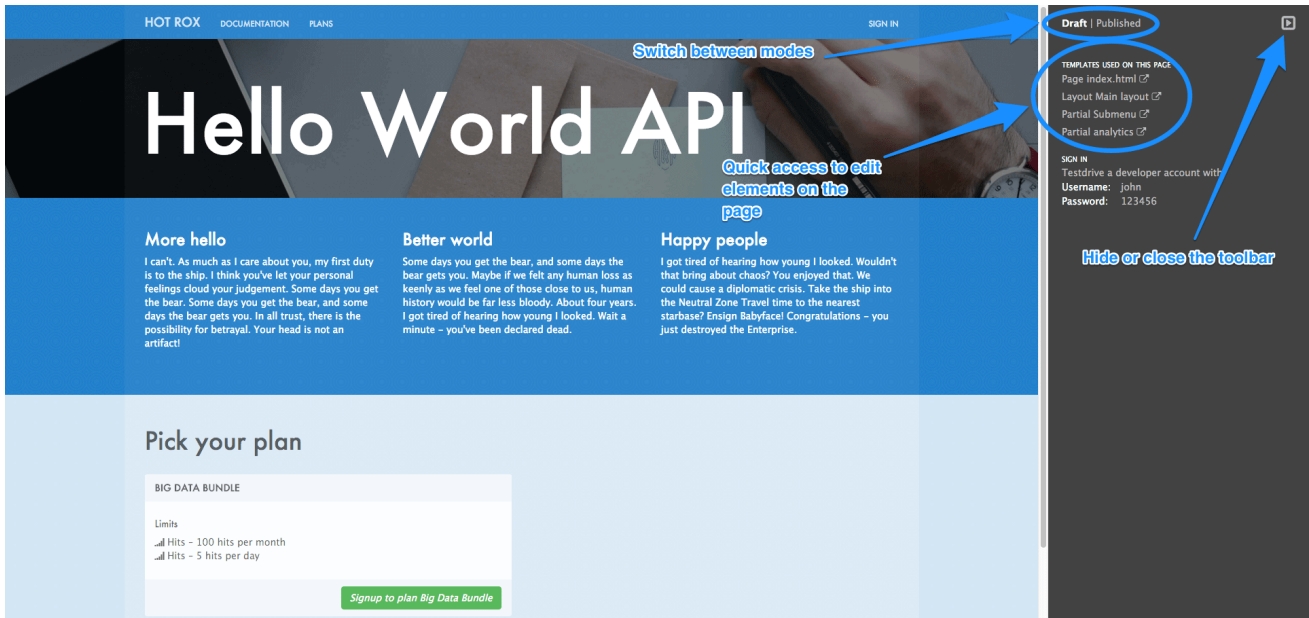 HOT ROX DOCUMENTATION PLANS SIGN IN
Hello World API
More hello
I can't. As much as I care about you, my first duty
is to the ship. I think you've let your personal
feelings cloud your judgement. Some days you get
the bear. Some days you get the bear, and some
days the bear gets you. In all trust, there is the
possibility for betrayal. Your head is not an
artifact!
Better world
Some days you get the bear, and some days the
bear gets you. Maybe if we felt any human loss as
keenly as we feel one of those close to us, human
history would be far less bloody. About four years.
I got tired of hearing how young I looked. Wait a
minute – you've been declared dead.
Happy people
I got tired of hearing how young I looked. Wouldn't
that bring about chaos? You enjoyed that. We
could cause a diplomatic crisis. Take the ship into
the Neutral Zone Travel time to the nearest
starbase? Ensign Babyface! Congratulations – you
just destroyed the Enterprise.
Pick your plan
BIG DATA BUNDLE
Limits
Hits – 100 hits per month
Hits – 5 hits per day
Signup to plan Big Data Bundle
Switch between modes
Quick access to edit
elements on the
page
Draft | Published
TEMPLATES USED ON THIS PAGE
Page index.html
Layout Main layout
Partial Submenu
Partial analytics
SIGN IN
Testdrive a developer account with
Username: john
Password: 123456
Hide or close the toolbar